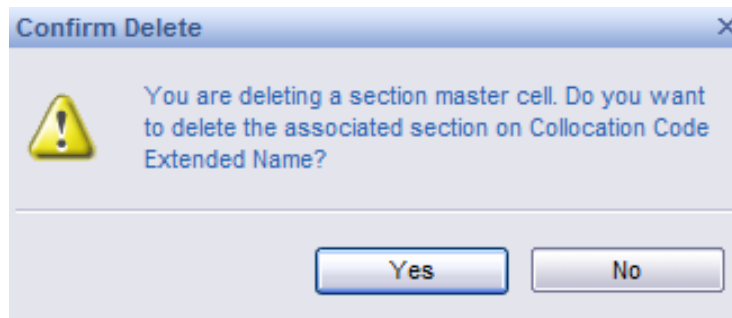 Confirm Delete
You are deleting a section master cell. Do you want
to delete the associated section on Collocation Code
Extended Name?
Yes
No